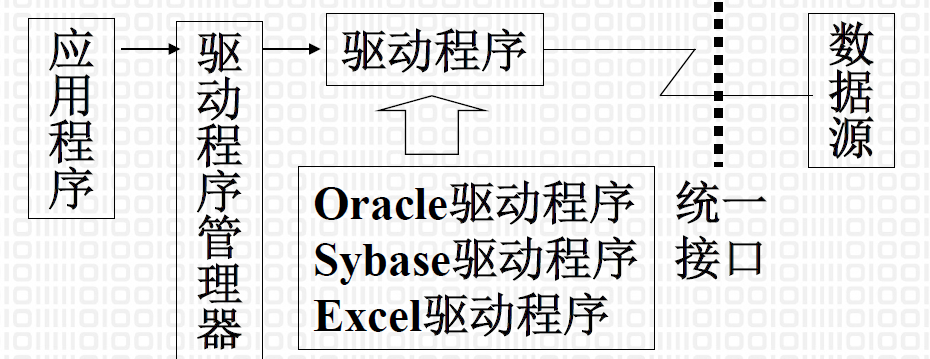 应用程序
驱动程序管理器
驱动程序
数据源
Oracle驱动程序
Sybase驱动程序
Excel驱动程序
统一
接口